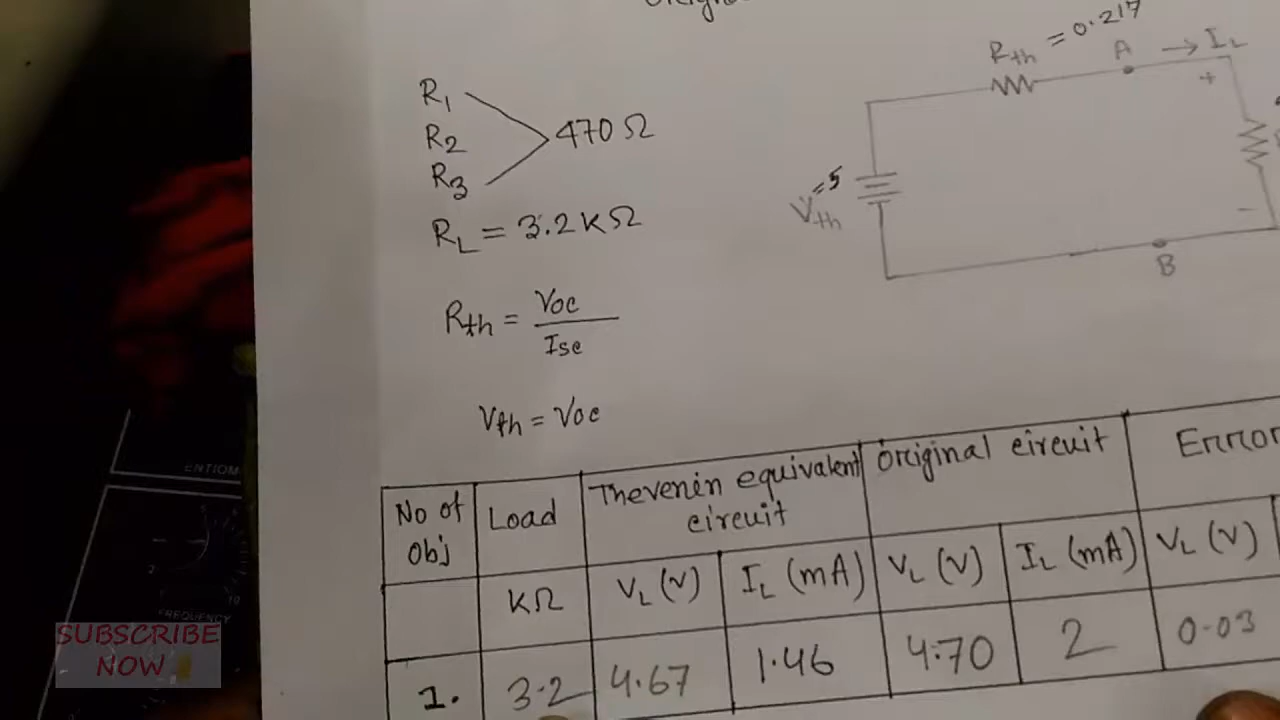 R1
R2
R3
470 Ω
RL = 3.2 KΩ
Rth = Voc
Isc
Vth = Voc
Rth = 0.217
A → IL
+
Vth =5
-
B
No of Obj
Load
Thevenin equivalent circuit
Original circuit
Error
KΩ
VL (V)
IL (mA)
VL (V)
IL (mA)
VL (V)
1.
3.2
4.67
1.46
4.70
2
0.03
ENTIOM
FREQUENCY
SUBSCRIBE
NOW